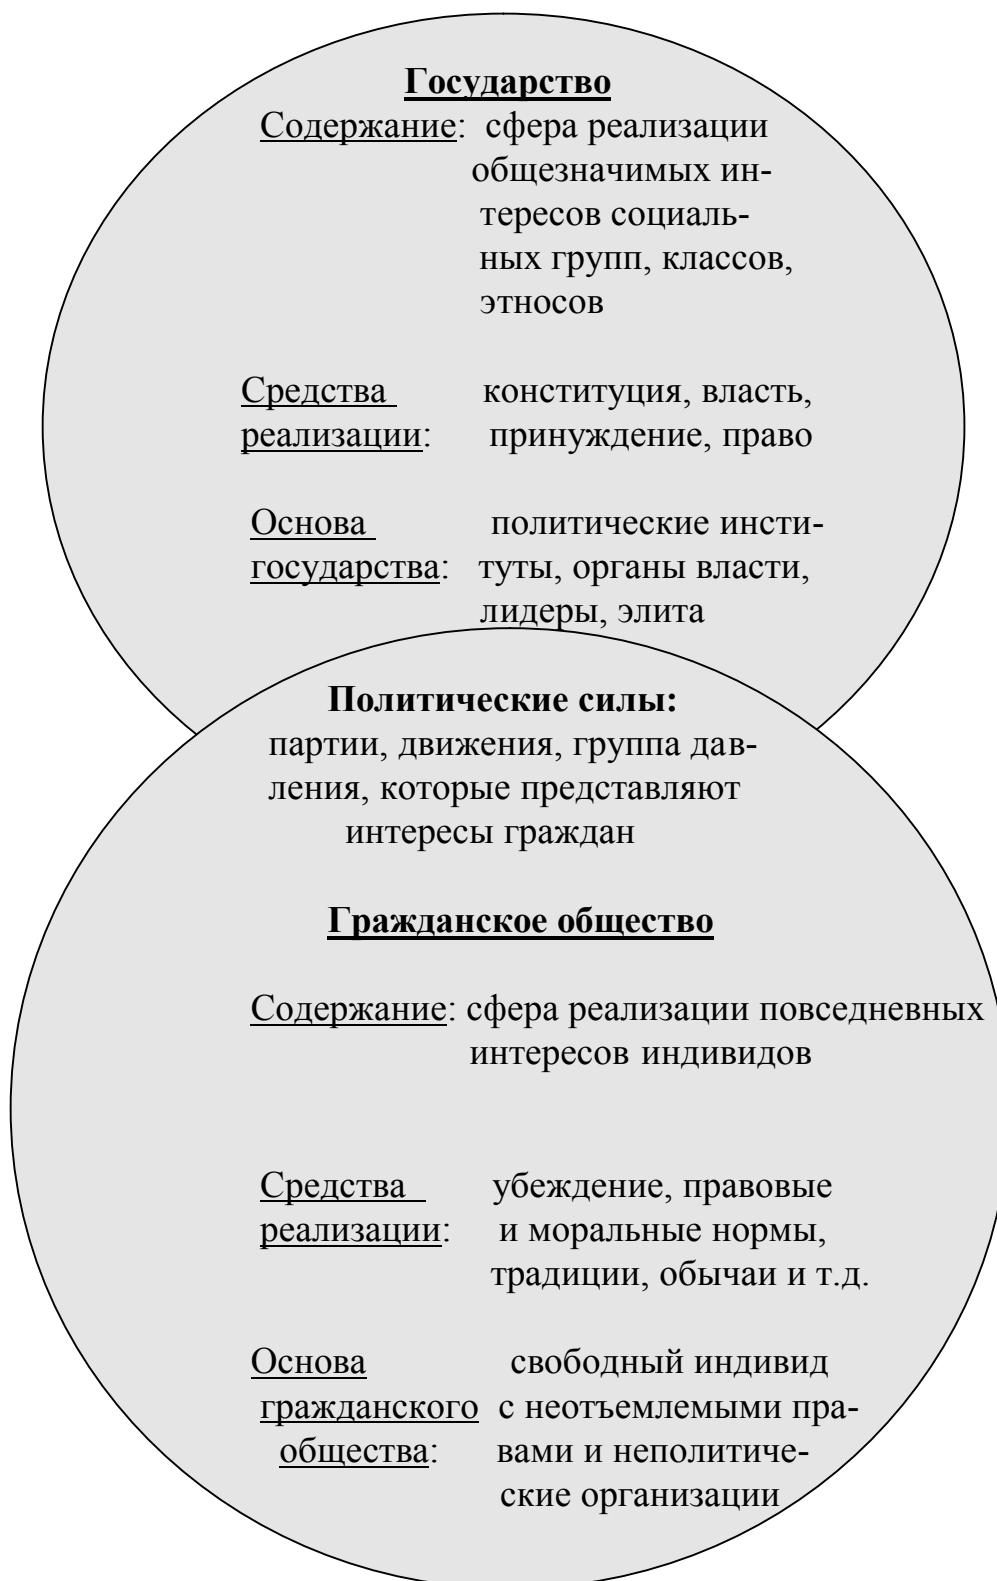 Государство
Содержание: сфера реализации
общезначимых ин-
тересов социаль-
ных групп, классов,
этносов
Средства конституция, власть,
реализации: принуждение, право
Основа политические инсти-
государства: туты, органы власти,
лидеры, элита
Политические силы:
партии, движения, группа дав-
ления, которые представляют
интересы граждан
Гражданское общество
Содержание: сфера реализации повседневных
интересов индивидов
Средства убеждение, правовые
реализации: и моральные нормы,
традиции, обычаи и т.д.
Основа свободный индивид
гражданского с неотъемлемыми пра-
общества: вами и неполитиче-
ские организации